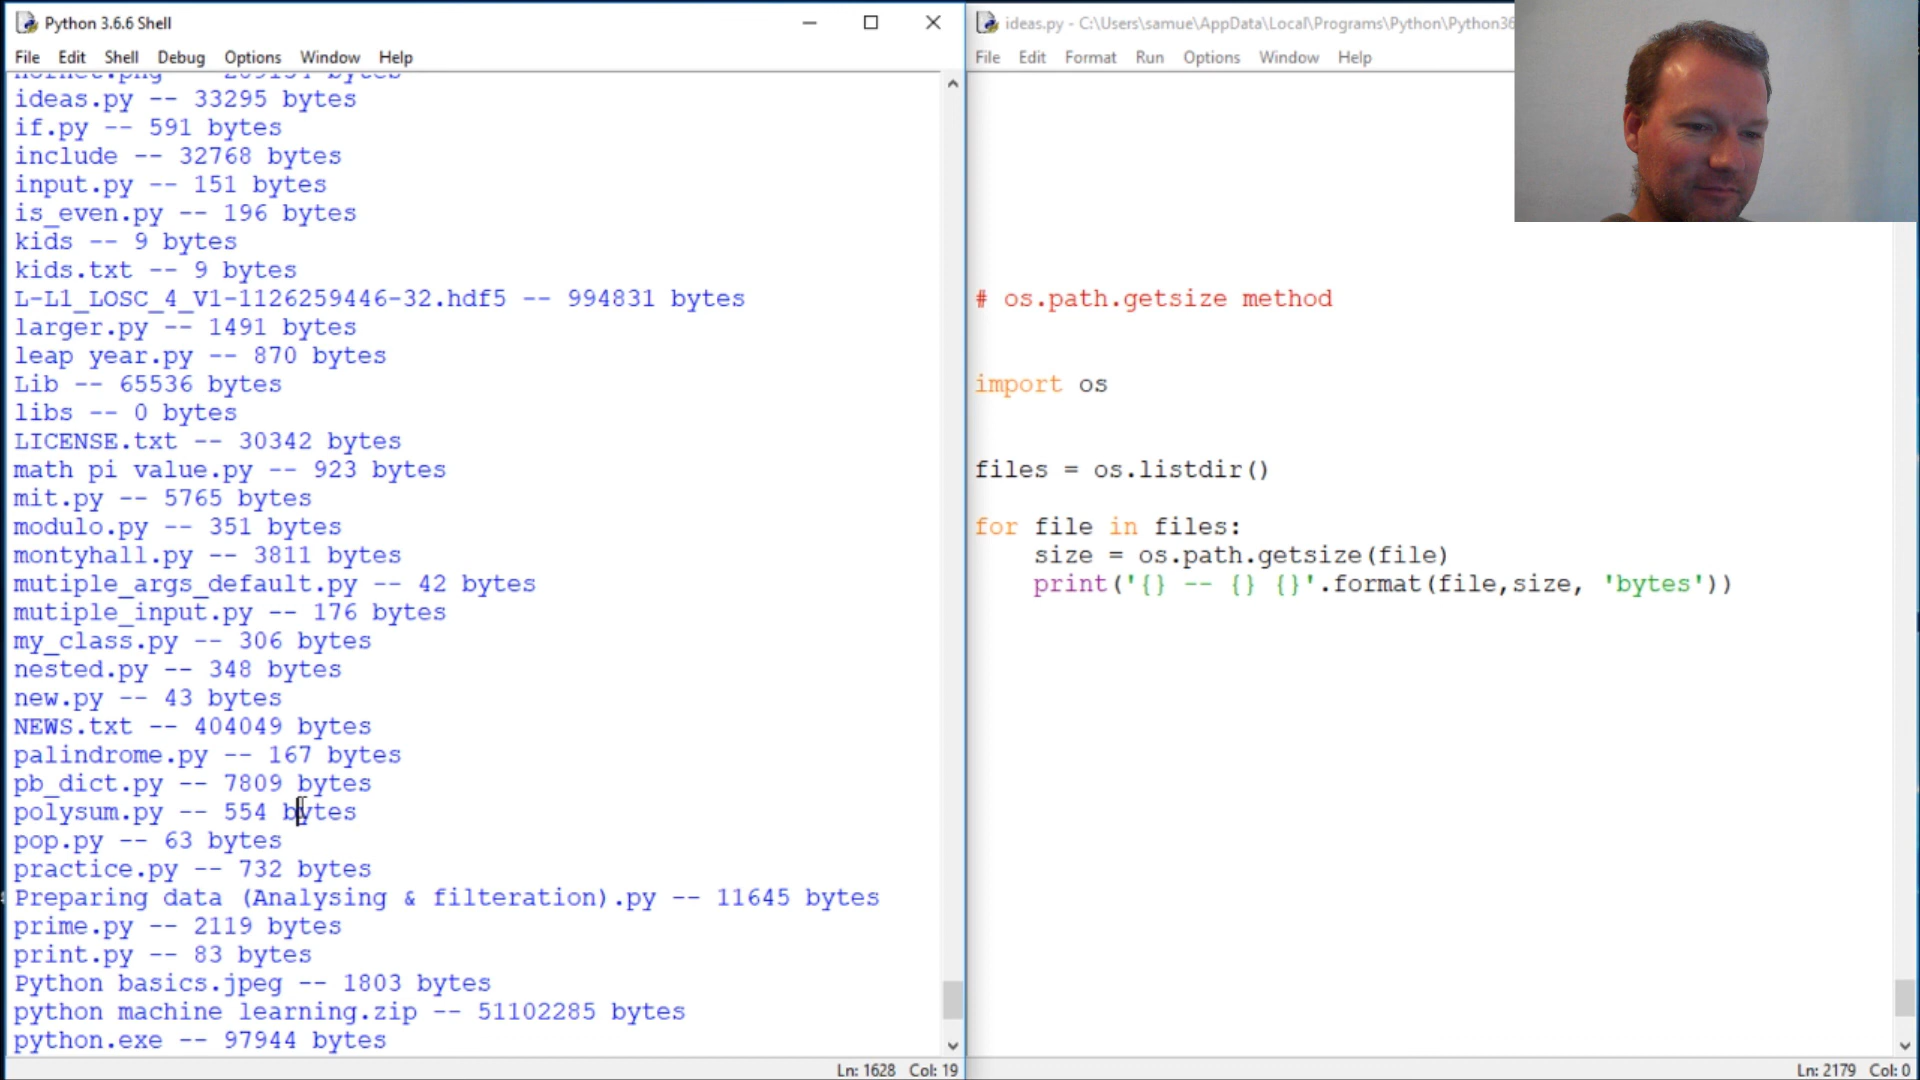 Python 3.6.6 Shell
File Edit Shell Debug Options Window Help
hornet.png -- 209154 bytes
ideas.py -- 33295 bytes
if.py -- 591 bytes
include -- 32768 bytes
input.py -- 151 bytes
is_even.py -- 196 bytes
kids -- 9 bytes
kids.txt -- 9 bytes
L-L1_LOSC_4_V1-1126259446-32.hdf5 -- 994831 bytes
larger.py -- 1491 bytes
leap year.py -- 870 bytes
Lib -- 65536 bytes
libs -- 0 bytes
LICENSE.txt -- 30342 bytes
math pi value.py -- 923 bytes
mit.py -- 5765 bytes
modulo.py -- 351 bytes
montyhall.py -- 3811 bytes
mutiple_args_default.py -- 42 bytes
mutiple_input.py -- 176 bytes
my_class.py -- 306 bytes
nested.py -- 348 bytes
new.py -- 43 bytes
NEWS.txt -- 404049 bytes
palindrome.py -- 167 bytes
pb_dict.py -- 7809 bytes
polysum.py -- 554 bytes
pop.py -- 63 bytes
practice.py -- 732 bytes
Preparing data (Analysing & filteration).py -- 11645 bytes
prime.py -- 2119 bytes
print.py -- 83 bytes
Python basics.jpeg -- 1803 bytes
python machine learning.zip -- 51102285 bytes
python.exe -- 97944 bytes
Ln: 1628 Col: 19
ideas.py - C:\Users\samue\AppData\Local\Programs\Python\Python36
File Edit Format Run Options Window Help
# os.path.getsize method
import os
files = os.listdir()
for file in files:
size = os.path.getsize(file)
print('{} -- {} {}'.format(file,size, 'bytes'))
Ln: 2179 Col: 0